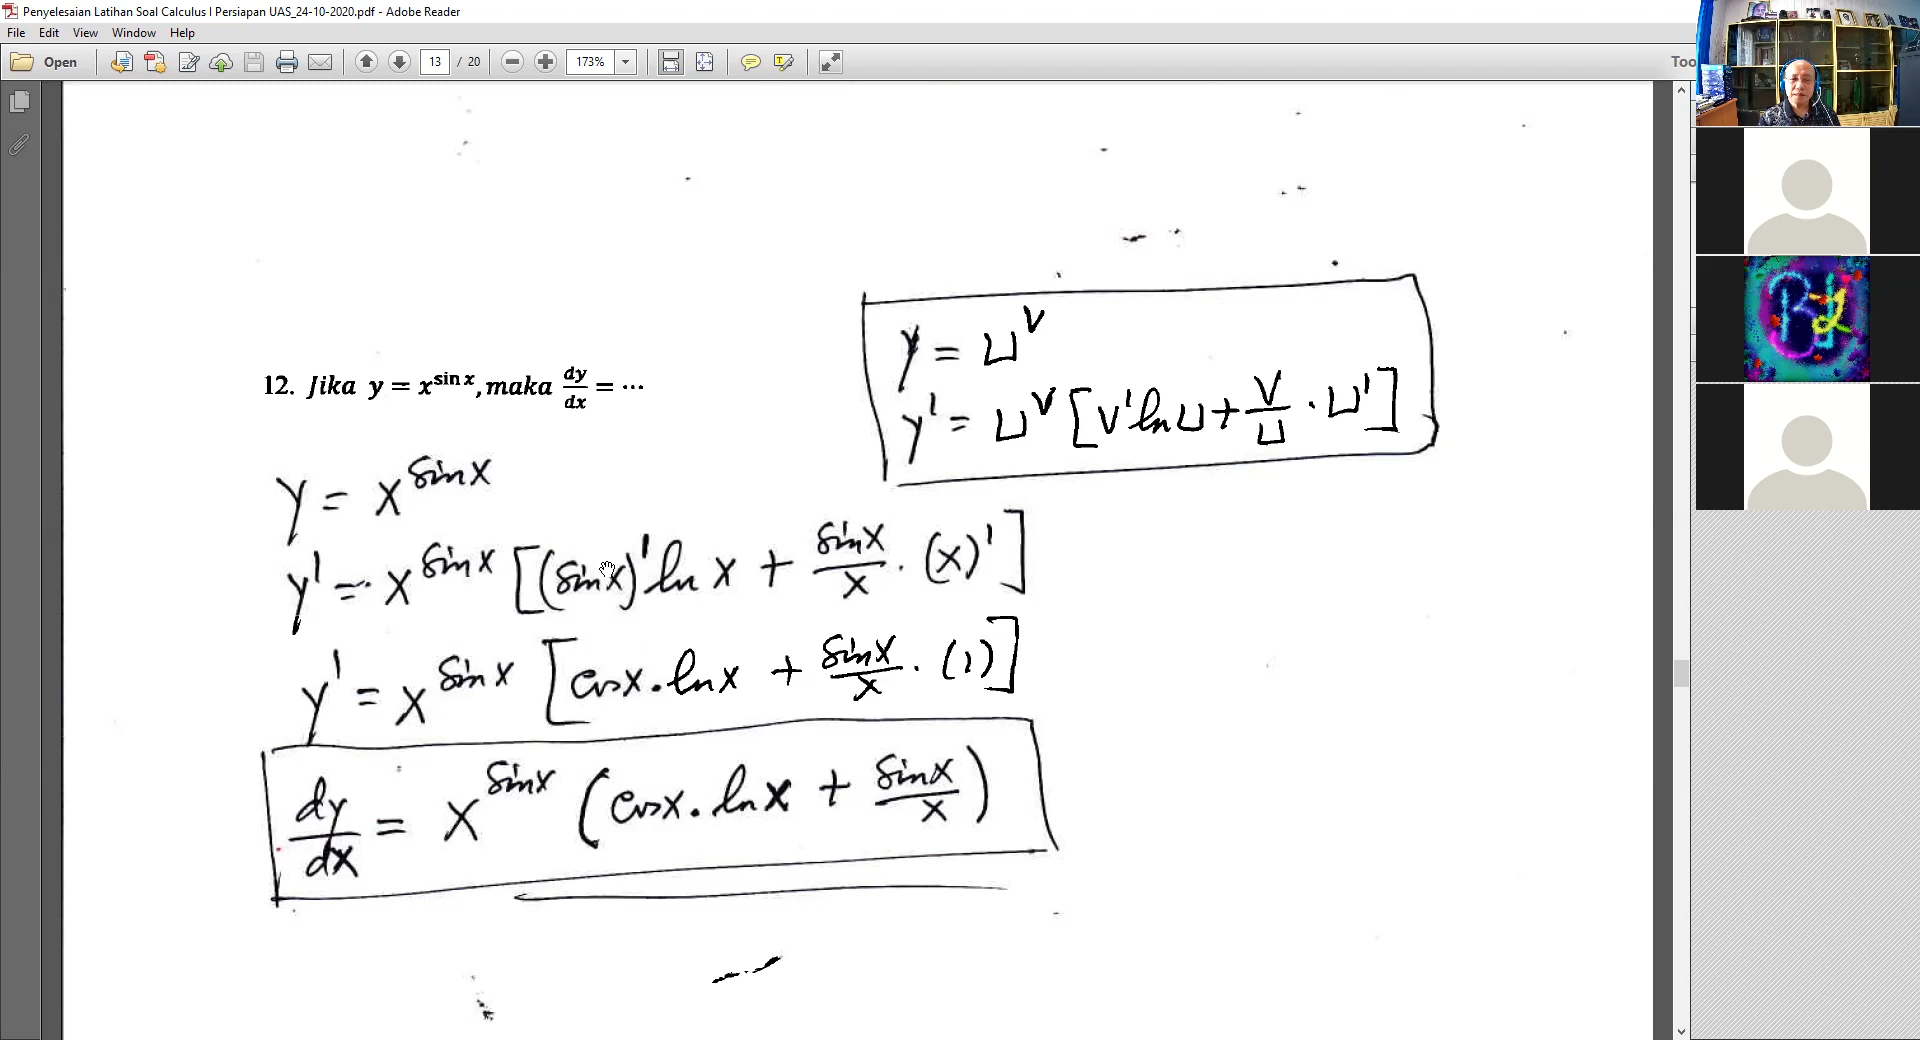 Penyelesaian Latihan Soal Calculus I Persiapan UAS_24-10-2020.pdf - Adobe Reader
File Edit View Window Help
Open 13 / 20 173% Too
y = u^v
y' = u^v [v' ln u + v/u · u']
12. Jika y = x^sin x, maka dy/dx = ⋯
y = x^sin x
y' = x^sin x [(sin x)' ln x + sin x/x · (x)']
y' = x^sin x [cos x · ln x + sin x/x · (1)]
dy/dx = x^sin x (cos x · ln x + sin x/x)